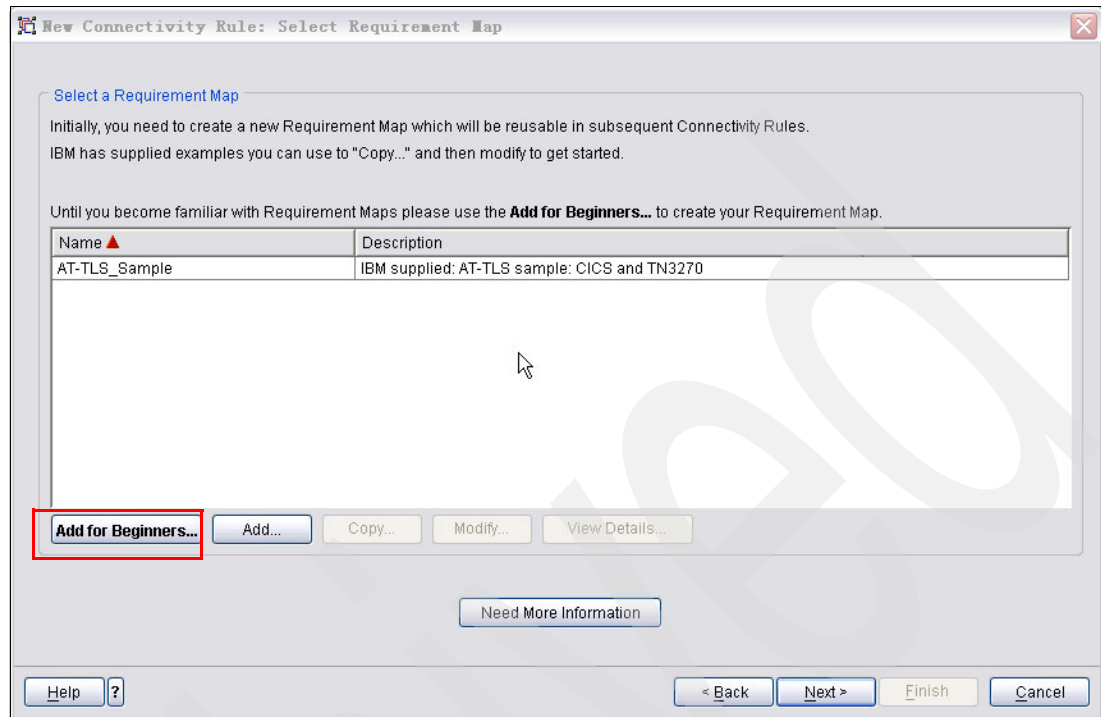 New Connectivity Rule: Select Requirement Map
Select a Requirement Map
Initially, you need to create a new Requirement Map which will be reusable in subsequent Connectivity Rules.
IBM has supplied examples you can use to "Copy..." and then modify to get started.
Until you become familiar with Requirement Maps please use the Add for Beginners... to create your Requirement Map.
Name Description
AT-TLS_Sample IBM supplied: AT-TLS sample: CICS and TN3270
Add for Beginners... Add... Copy... Modify... View Details...
Need More Information
Help ? < Back Next > Finish Cancel